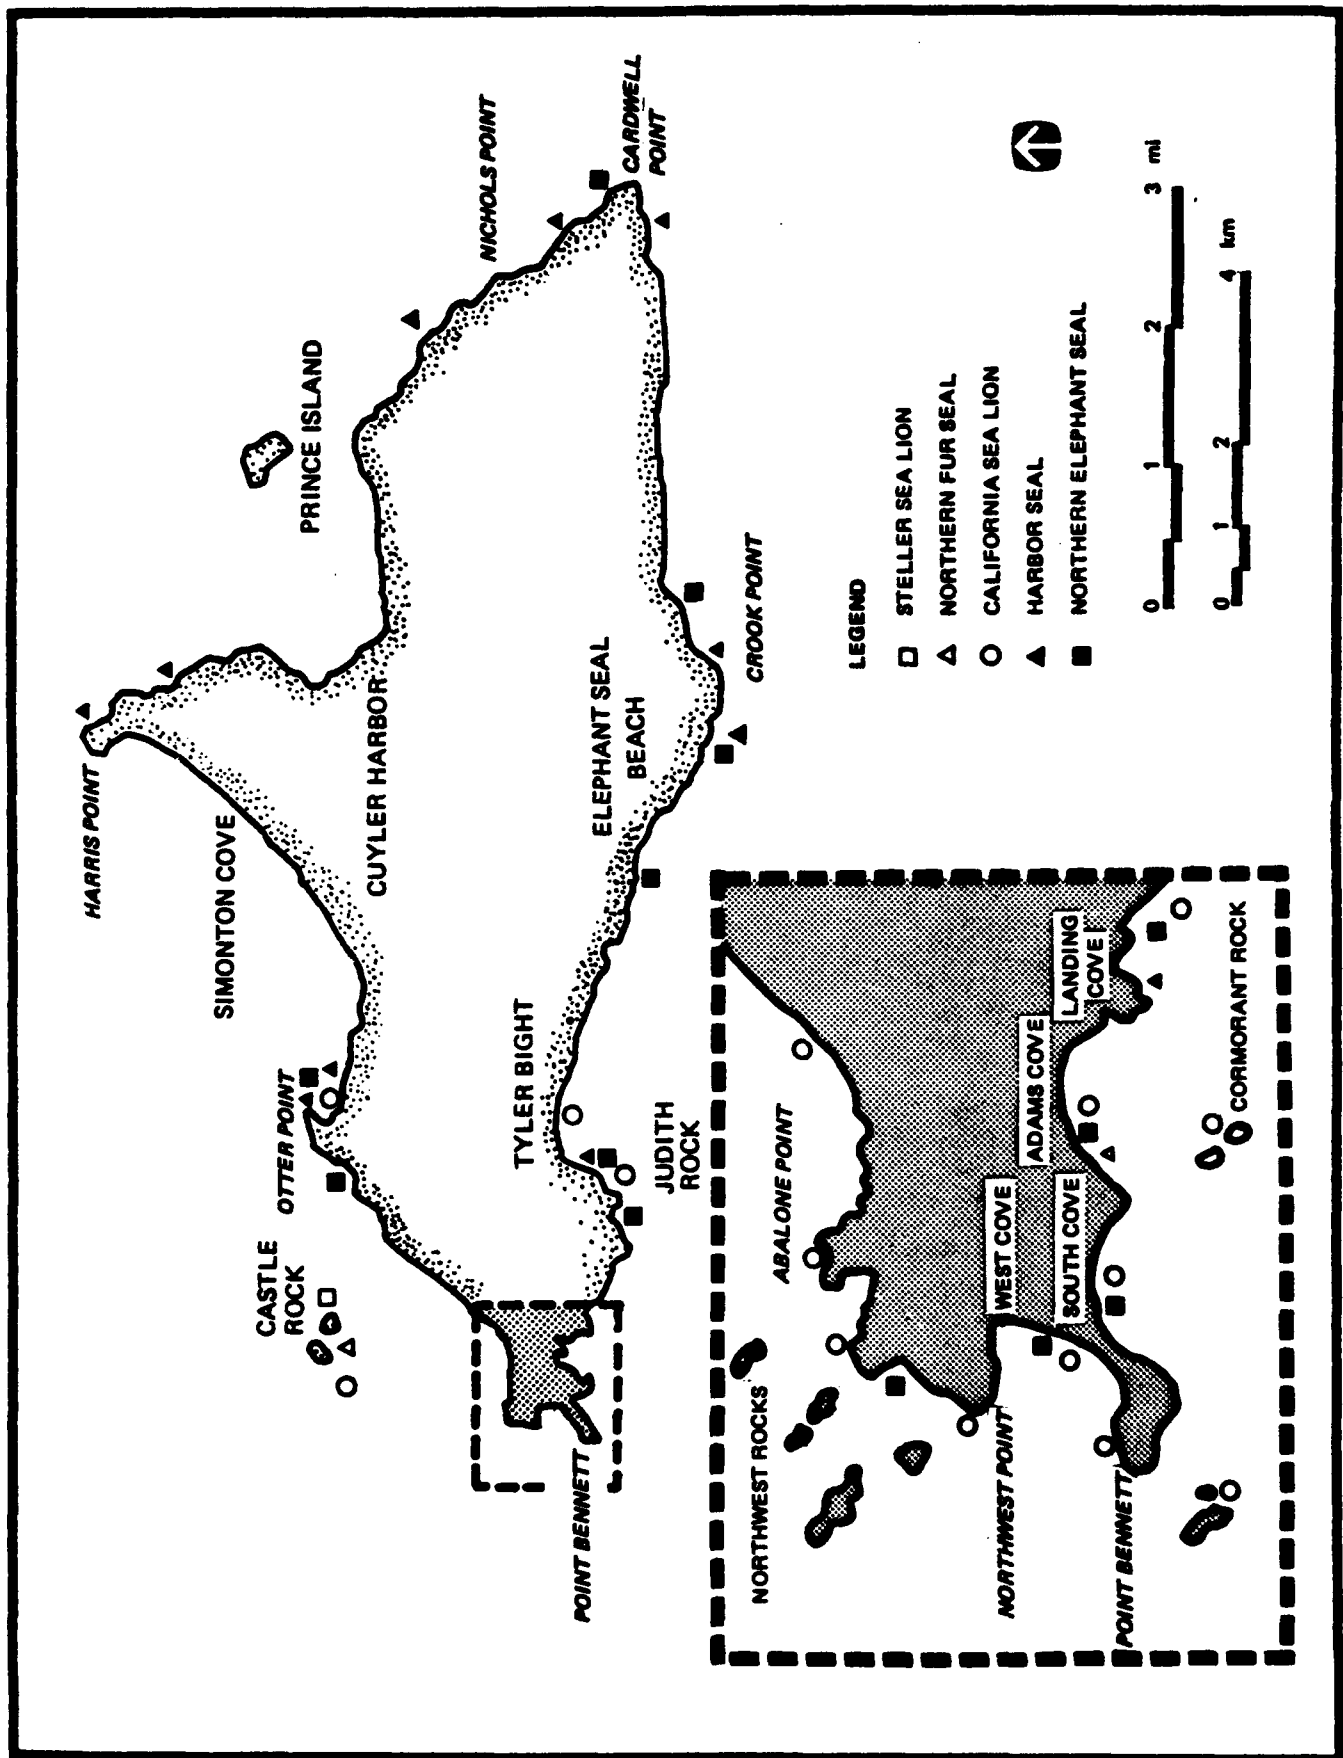 HARRIS POINT
SIMONTON COVE
CUYLER HARBOR
PRINCE ISLAND
NICHOLS POINT
CARDWELL
POINT
OTTER POINT
CASTLE
ROCK
TYLER BIGHT
ELEPHANT SEAL
BEACH
JUDITH
ROCK
CROOK POINT
POINT BENNETT
LEGEND
STELLER SEA LION
NORTHERN FUR SEAL
CALIFORNIA SEA LION
HARBOR SEAL
NORTHERN ELEPHANT SEAL
0 1 2 3 mi
0 1 2 4 km
NORTHWEST ROCKS
ABALONE POINT
NORTHWEST POINT
WEST COVE
ADAMS COVE
SOUTH COVE
LANDING
COVE
POINT BENNETT
CORMORANT ROCK